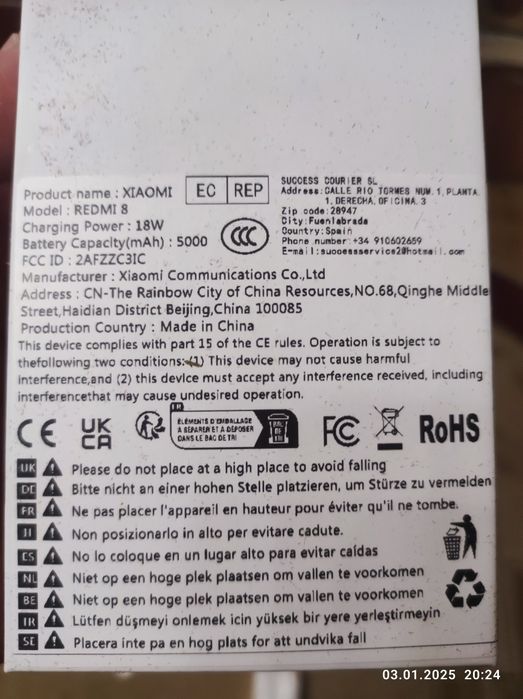 Product name : XIAOMI
Model : REDMI 8
Charging Power : 18W
Battery Capacity(mAh) : 5000
FCC ID : 2AFZZC3IC
EC REP
CCC
SUCCESS COURIER SL
Address:CALLE RIO TORMES NUM. 1, PLANTA
1, DERECHA, OFICINA. 3
Zip code:28947
City:Fuenlabrada
Country:Spain
Phone number:+34 910602659
E-mail:successservice2@hotmail.com
Manufacturer : Xiaomi Communications Co.,Ltd
Address : CN-The Rainbow City of China Resources,NO.68,Qinghe Middle
Street,Haidian District Beijing,China 100085
Production Country : Made in China
This device complies with part 15 of the CE rules. Operation is subject to
thefollowing two conditions:(1) This device may not cause harmful
interference,and (2) this device must accept any interference received, including
interferencethat may cause undesired operation.
CE
UK
CA
FR
ÉLÉMENTS D'EMBALLAGE
À SÉPARER ET À DÉPOSER
DANS LE BAC DE TRI
BAC
DE
TRI
FC
RoHS
UK Please do not place at a high place to avoid falling
DE Bitte nicht an einer hohen Stelle platzieren, um Stürze zu vermelden
FR Ne pas placer l'appareil en hauteur pour éviter qu'il ne tombe.
Non posizionarlo in alto per evitare cadute.
ES No lo coloque en un lugar alto para evitar caídas
NL Niet op een hoge plek plaatsen om vallen te voorkomen
BE Niet op een hoge plek plaatsen om vallen te voorkomen
TR Lütfen düşmeyi önlemek icin yüksek bir yere yerleştirmeyin
SE Placera inte pa en hog plats for att undvika fall
03.01.2025 20:24